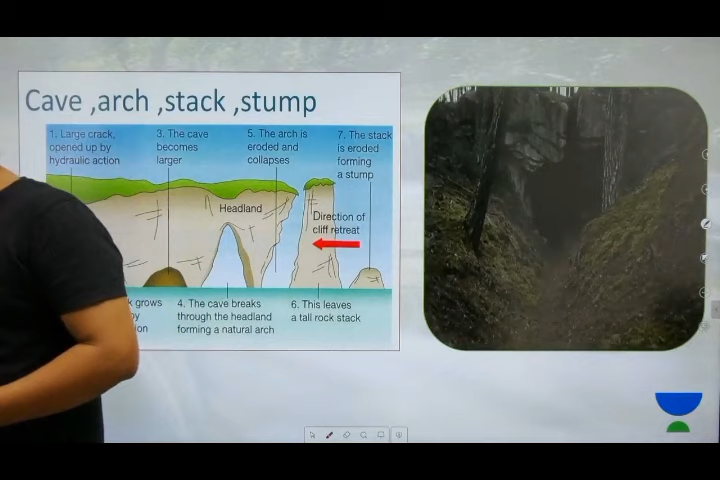 Cave ,arch ,stack ,stump
1. Large crack,
opened up by
hydraulic action
3. The cave
becomes
larger
5. The arch is
eroded and
collapses
7. The stack
is eroded
forming
a stump
Headland
Direction of
cliff retreat
grows
4. The cave breaks
through the headland
forming a natural arch
6. This leaves
a tall rock stack